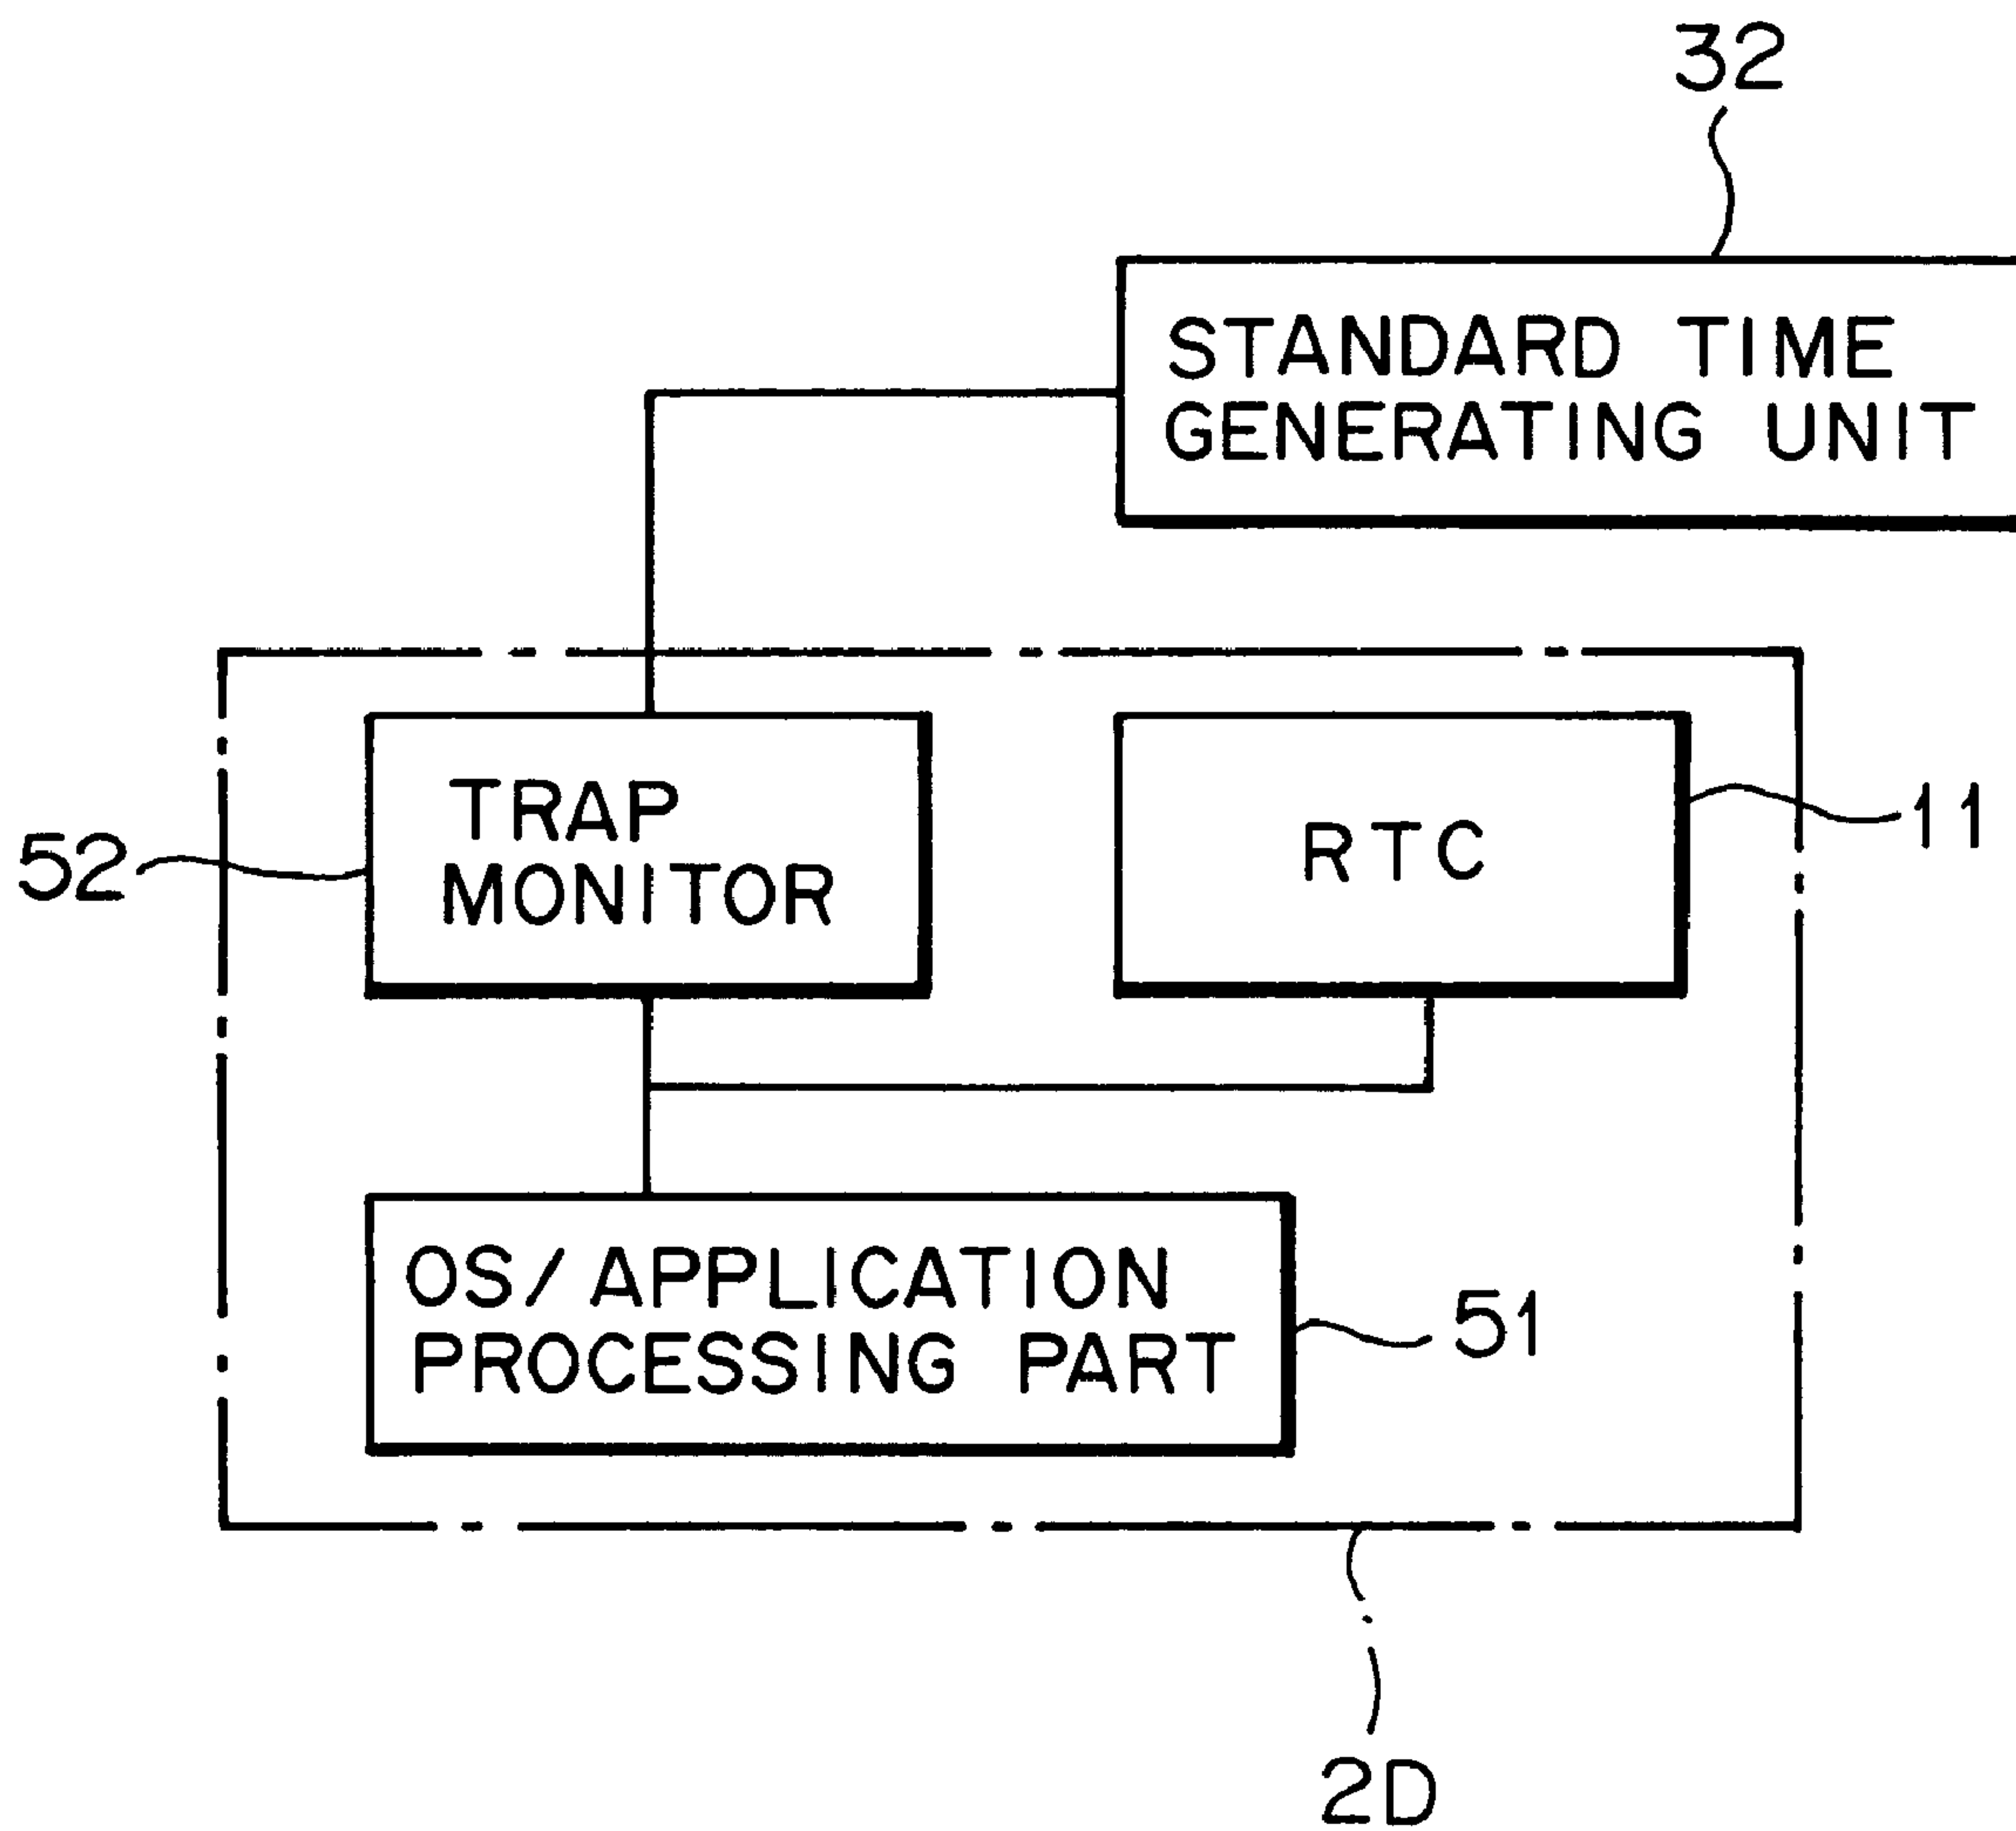 32
STANDARD TIME
GENERATING UNIT
TRAP
MONITOR
RTC
11
52
OS/APPLICATION
PROCESSING PART
51
2D